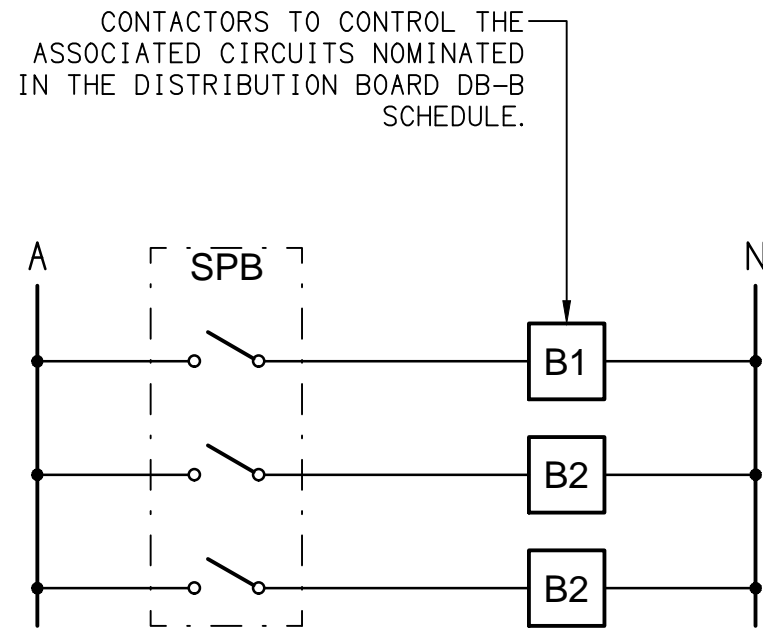 CONTACTORS TO CONTROL THE
ASSOCIATED CIRCUITS NOMINATED
IN THE DISTRIBUTION BOARD DB-B
SCHEDULE.
A
SPB
N
B1
B2
B2